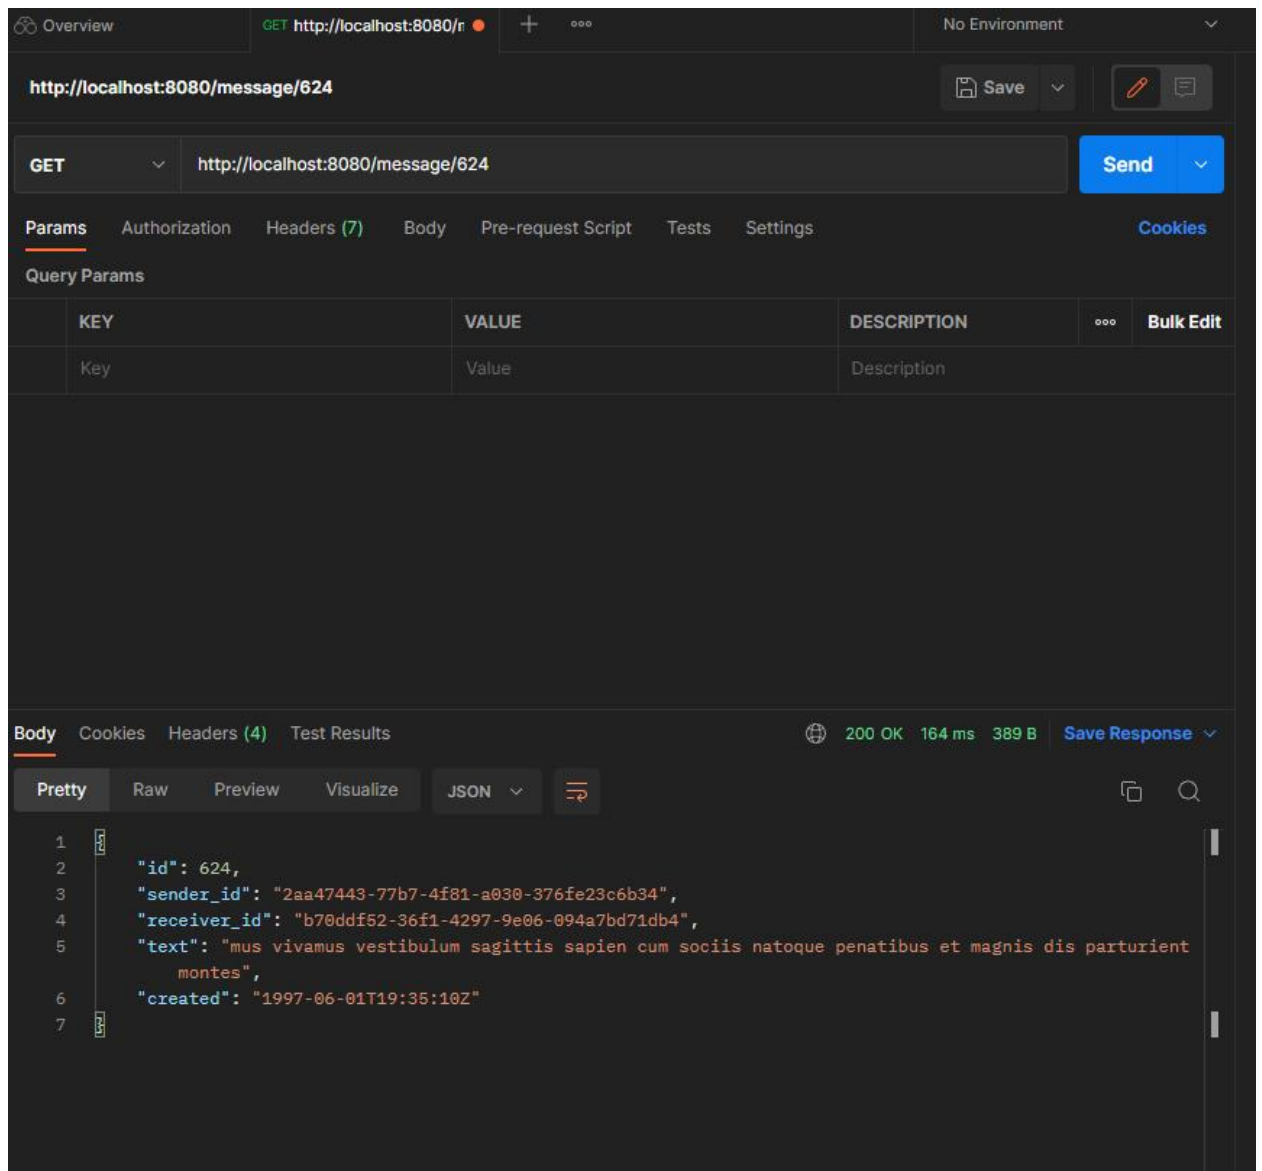 Overview GET http://localhost:8080/n No Environment
http://localhost:8080/message/624 Save
GET http://localhost:8080/message/624 Send
Params Authorization Headers (7) Body Pre-request Script Tests Settings Cookies
Query Params
KEY VALUE DESCRIPTION Bulk Edit
Key Value Description
Body Cookies Headers (4) Test Results 200 OK 164 ms 389 B Save Response
Pretty Raw Preview Visualize JSON
1 {
2 "id": 624,
3 "sender_id": "2aa47443-77b7-4f81-a030-376fe23c6b34",
4 "receiver_id": "b70ddf52-36f1-4297-9e06-094a7bd71db4",
5 "text": "mus vivamus vestibulum sagittis sapien cum sociis natoque penatibus et magnis dis parturient
montes",
6 "created": "1997-06-01T19:35:10Z"
7 }